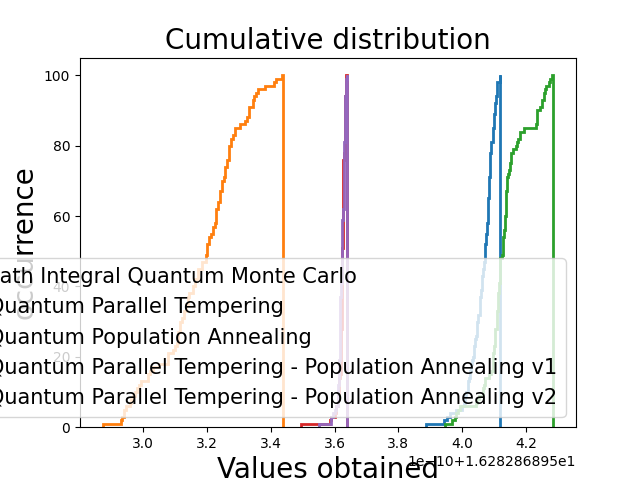 Cumulative distribution
100
80
60
40
20
0
occurrence
ath Integral Quantum Monte Carlo
Quantum Parallel Tempering
Quantum Population Annealing
Quantum Parallel Tempering - Population Annealing v1
Quantum Parallel Tempering - Population Annealing v2
3.0 3.2 3.4 3.6 3.8 4.0 4.2
1e−10+1.628286895e1
Values obtained